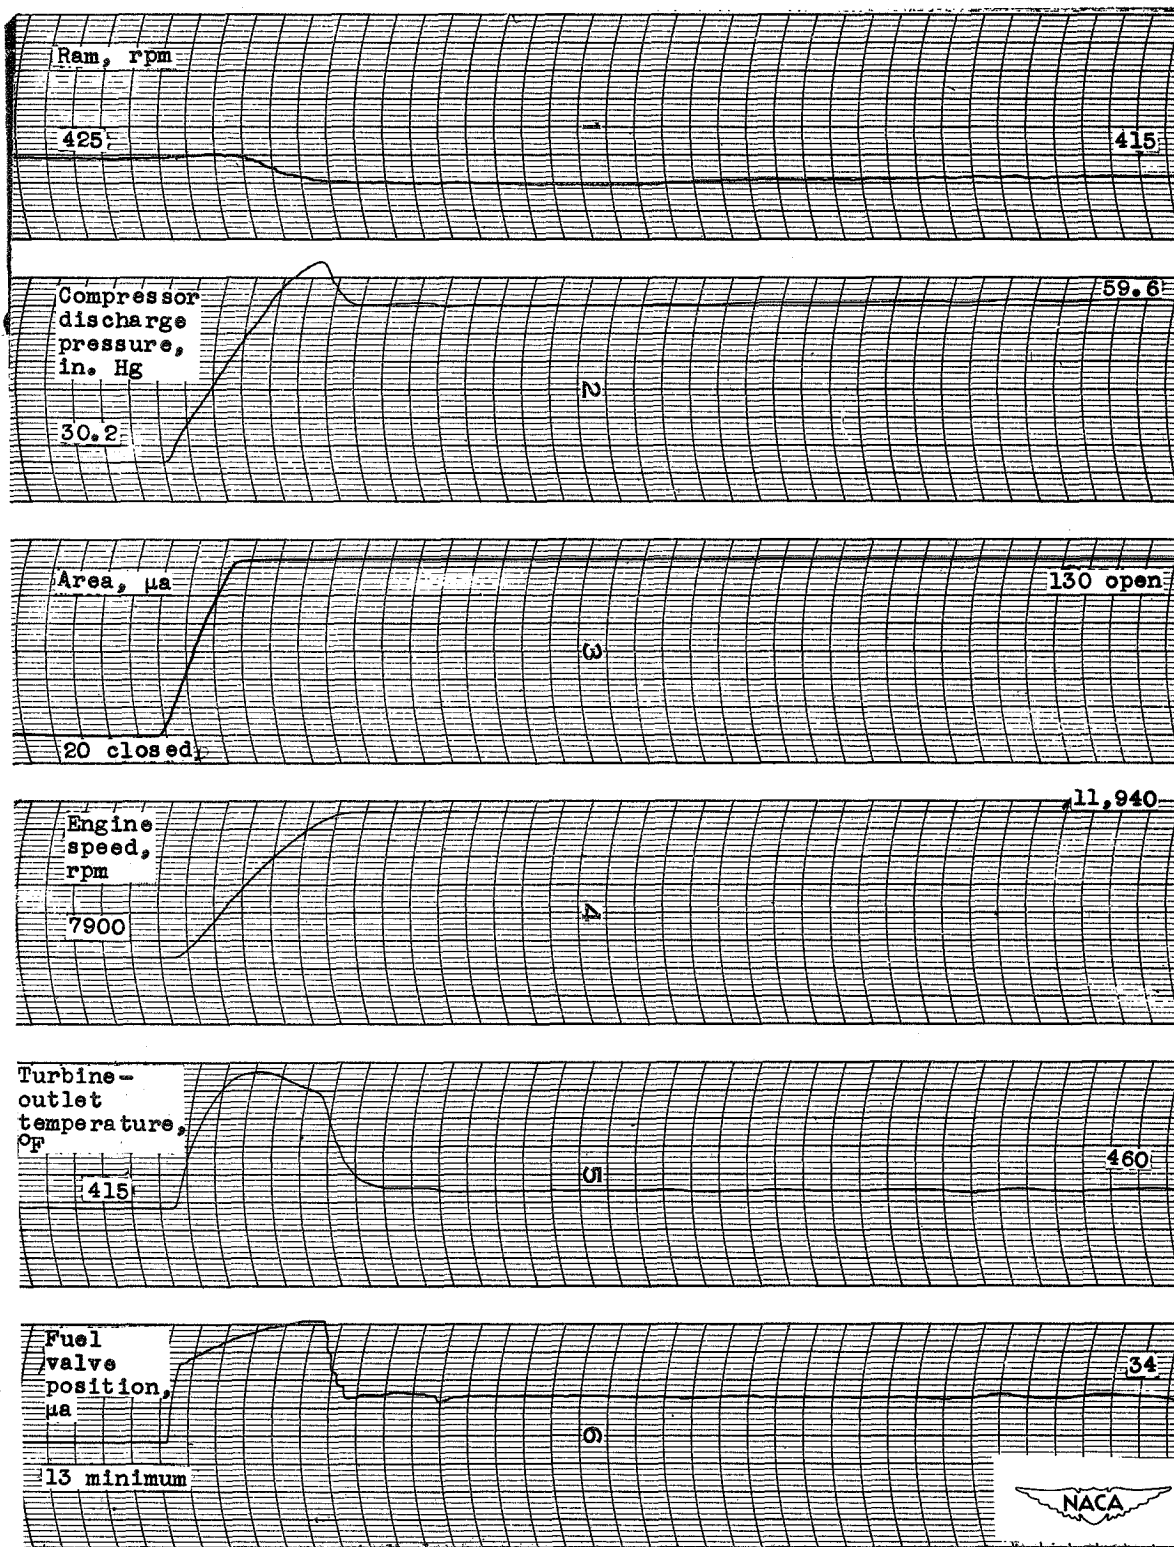 Ram, rpm
425
1
415
Compressor
discharge
pressure,
in. Hg
59.6
2
30.2
Area, µa
130 open
3
20 closed
11,940
Engine
speed,
rpm
7900
4
Turbine-
outlet
temperature,
°F
460
5
415
Fuel
valve
position,
µa
34
6
13 minimum
NACA